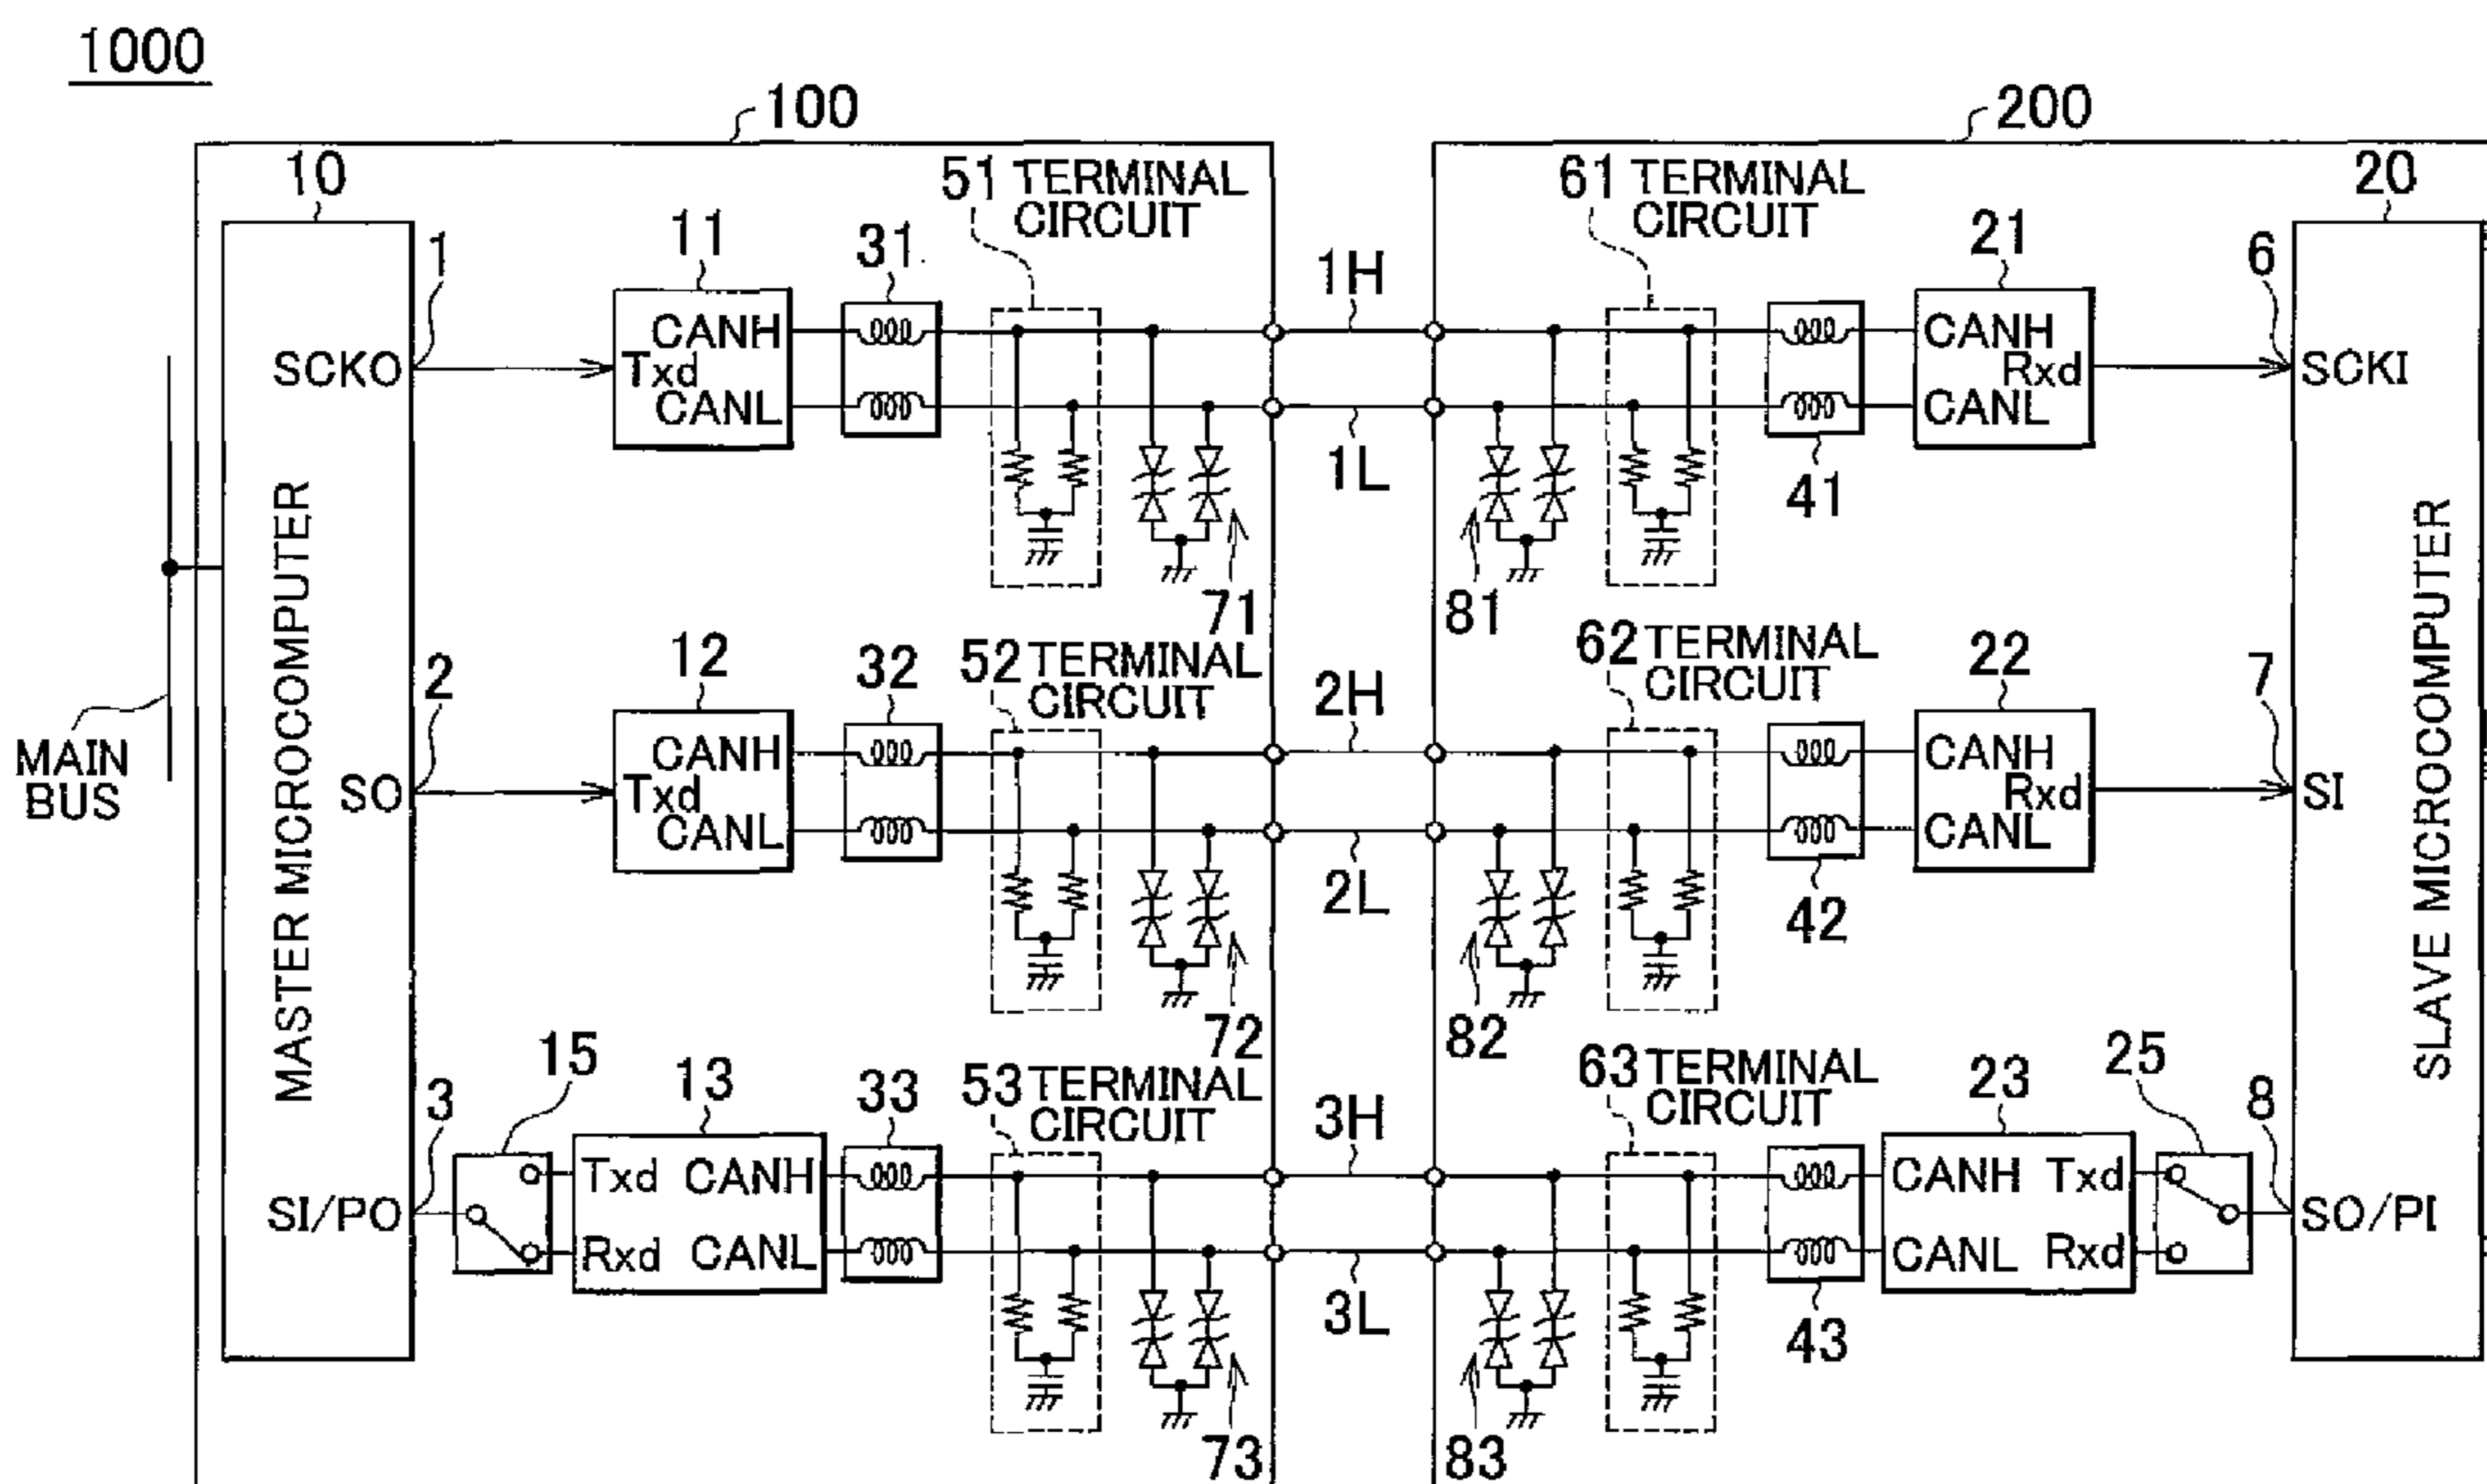 1000
100
200
10
51 TERMINAL
CIRCUIT
61 TERMINAL
CIRCUIT
20
1
11
31
1H
21
6
SCKO
Txd
CANH
CANL
CANH
CANL
Rxd
SCKI
1L
41
71
81
MASTER MICROCOMPUTER
SLAVE MICROCOMPUTER
2
12
32
52 TERMINAL
CIRCUIT
2H
62 TERMINAL
CIRCUIT
22
7
MAIN
BUS
SO
Txd
CANH
CANL
CANH
CANL
Rxd
SI
2L
42
72
82
3
15
13
33
53 TERMINAL
CIRCUIT
3H
63 TERMINAL
CIRCUIT
23
25
8
SI/PO
Txd CANH
Rxd CANL
CANH Txd
CANL Rxd
SO/PI
3L
43
73
83